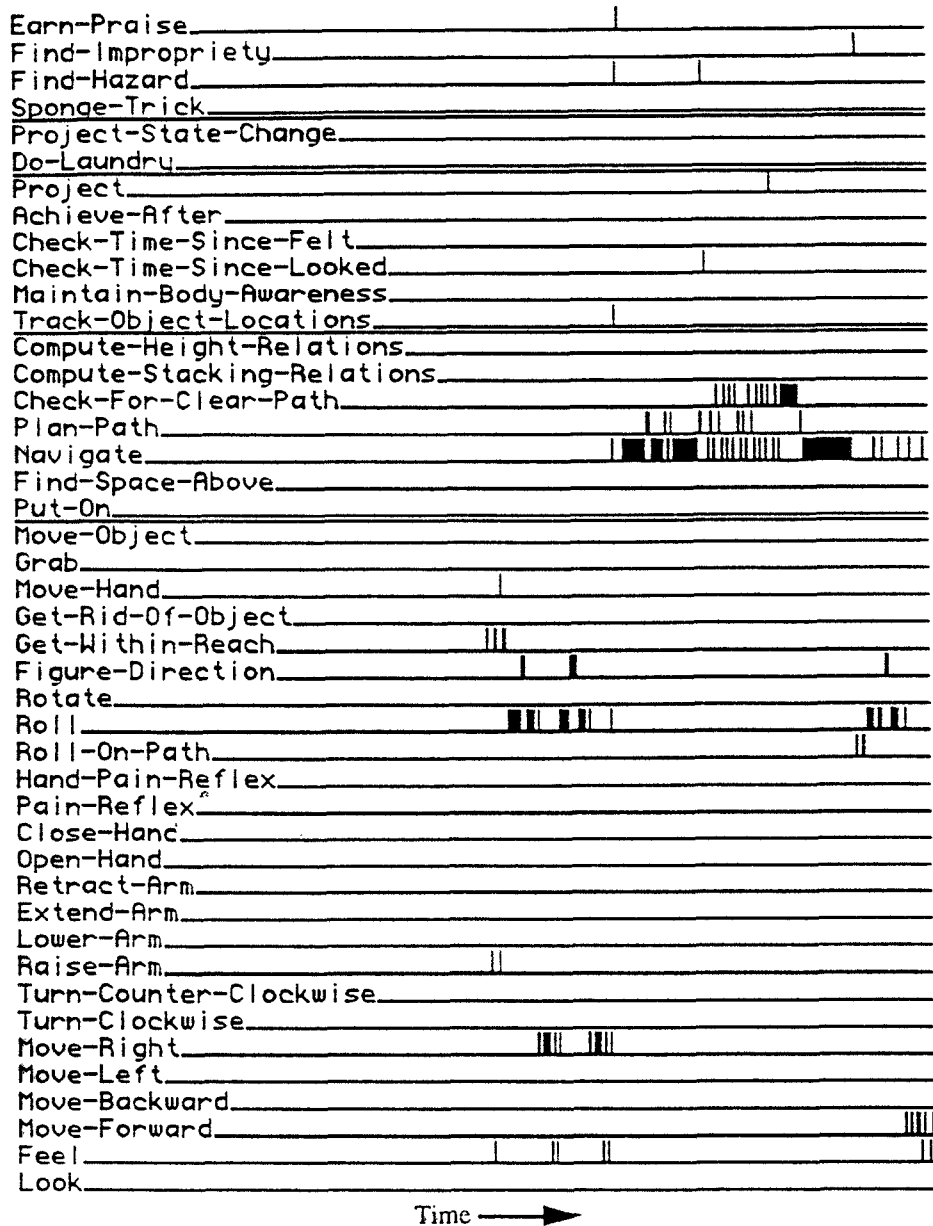 Earn-Praise
Find-Impropriety
Find-Hazard
Sponge-Trick
Project-State-Change
Do-Laundry
Project
Achieve-After
Check-Time-Since-Felt
Check-Time-Since-Looked
Maintain-Body-Awareness
Track-Object-Locations
Compute-Height-Relations
Compute-Stacking-Relations
Check-For-Clear-Path
Plan-Path
Navigate
Find-Space-Above
Put-On
Move-Object
Grab
Move-Hand
Get-Rid-Of-Object
Get-Within-Reach
Figure-Direction
Rotate
Roll
Roll-On-Path
Hand-Pain-Reflex
Pain-Reflex
Close-Hand
Open-Hand
Retract-Arm
Extend-Arm
Lower-Arm
Raise-Arm
Turn-Counter-Clockwise
Turn-Clockwise
Move-Right
Move-Left
Move-Backward
Move-Forward
Feel
Look
Time